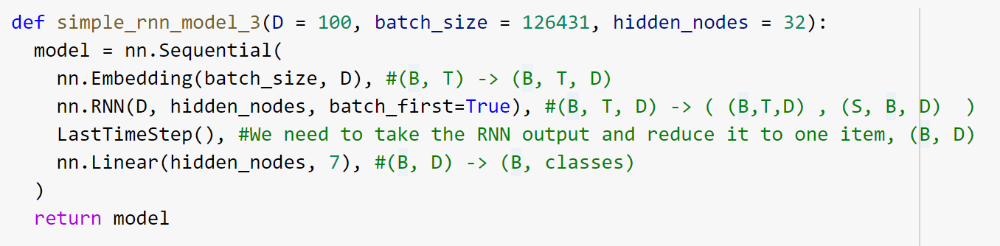 def simple_rnn_model_3(D = 100, batch_size = 126431, hidden_nodes = 32):
  model = nn.Sequential(
    nn.Embedding(batch_size, D), #(B, T) -> (B, T, D)
    nn.RNN(D, hidden_nodes, batch_first=True), #(B, T, D) -> ( (B,T,D) , (S, B, D)  )
    LastTimeStep(), #We need to take the RNN output and reduce it to one item, (B, D)
    nn.Linear(hidden_nodes, 7), #(B, D) -> (B, classes)
  )
  return model